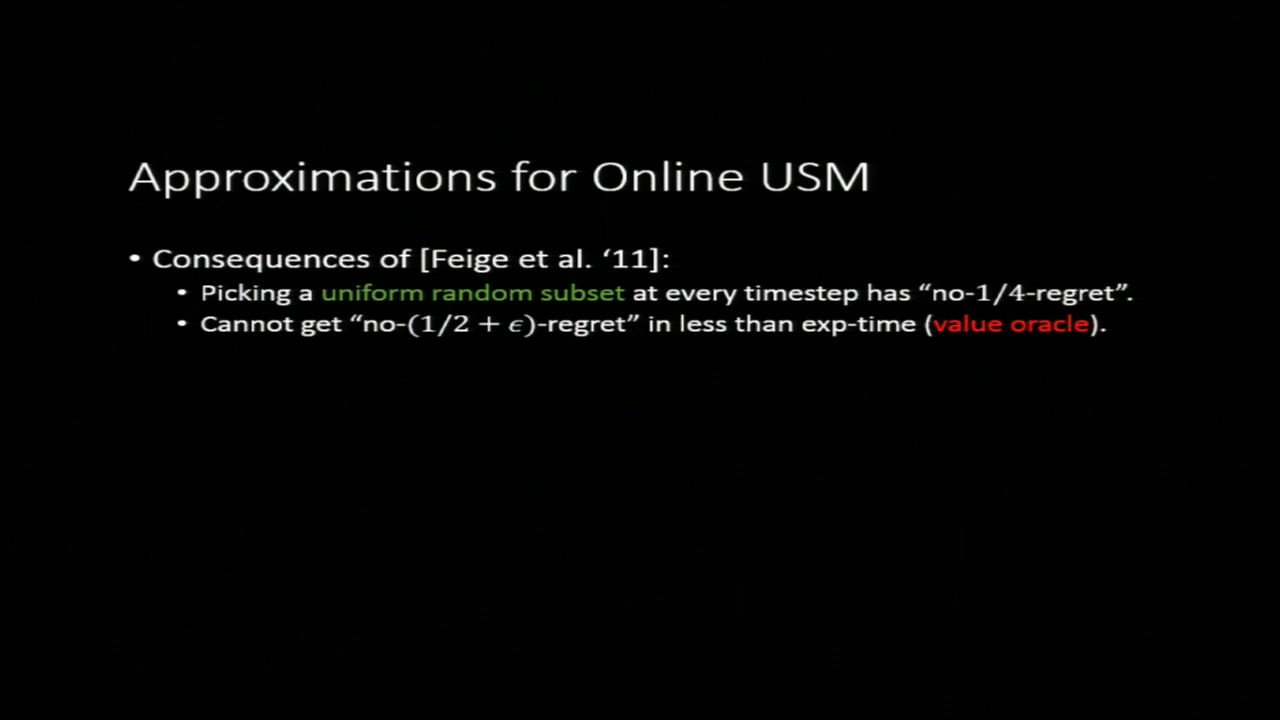 Approximations for Online USM
• Consequences of [Feige et al. ‘11]:
• Picking a uniform random subset at every timestep has “no-1/4-regret”.
• Cannot get “no-(1/2 + ϵ)-regret” in less than exp-time (value oracle).